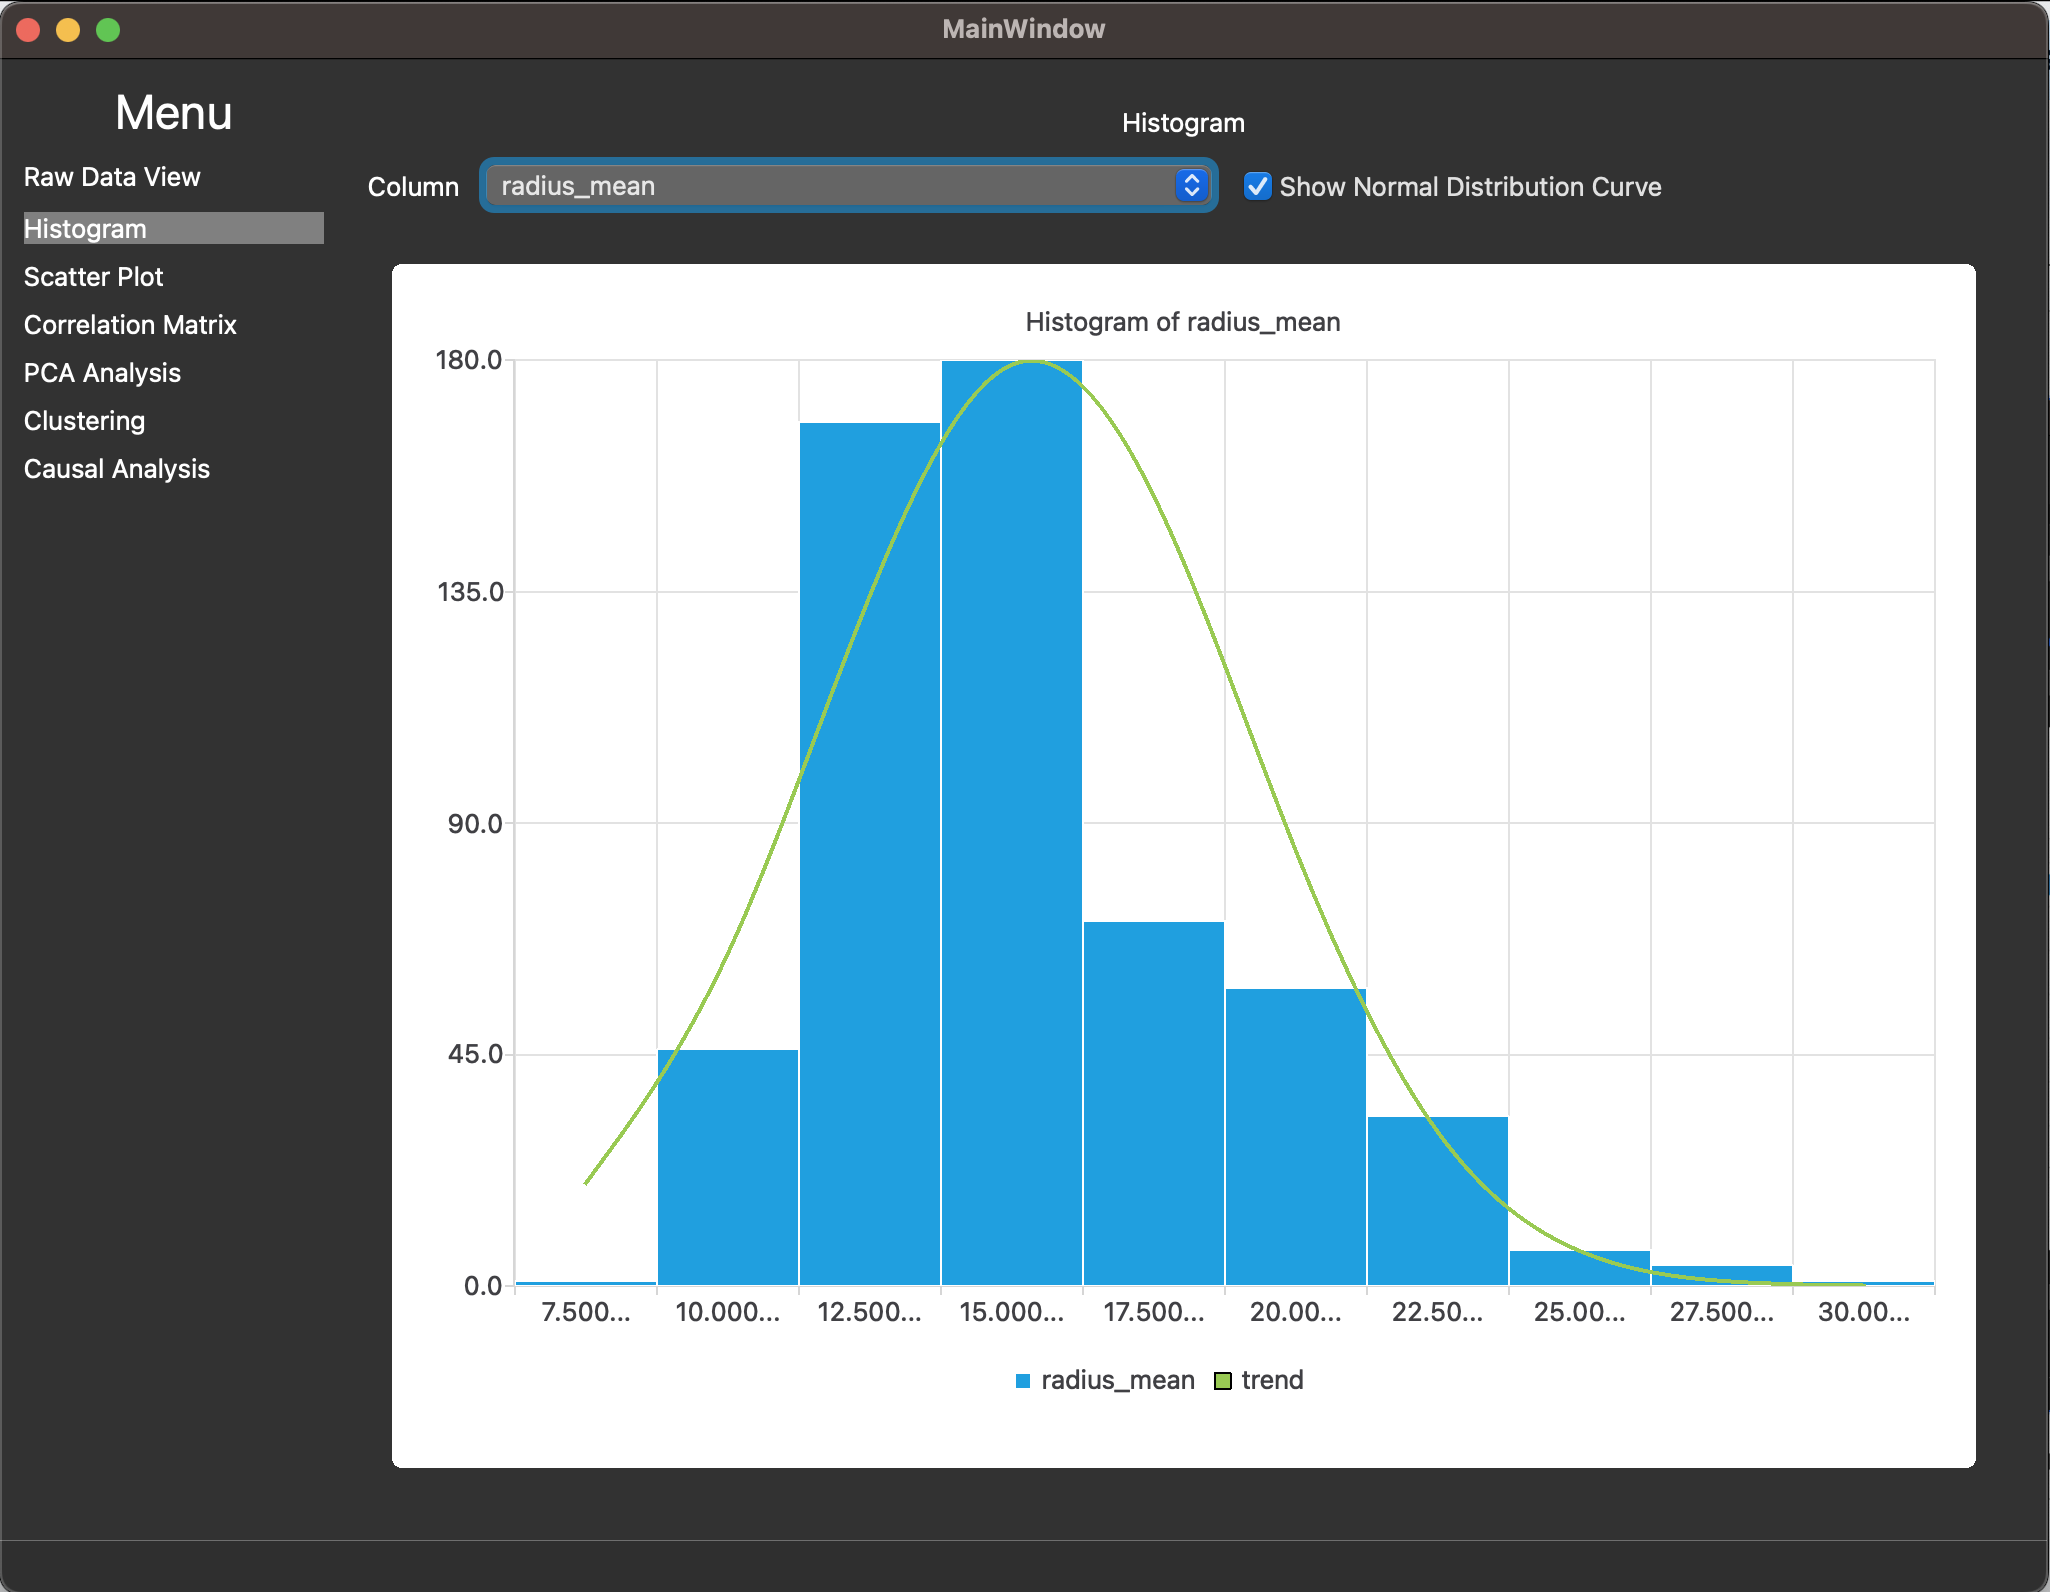 MainWindow
Menu
Raw Data View
Histogram
Scatter Plot
Correlation Matrix
PCA Analysis
Clustering
Causal Analysis
Histogram
Column radius_mean Show Normal Distribution Curve
Histogram of radius_mean
180.0
135.0
90.0
45.0
0.0
7.500... 10.000... 12.500... 15.000... 17.500... 20.00... 22.50... 25.00... 27.500... 30.00...
radius_mean trend